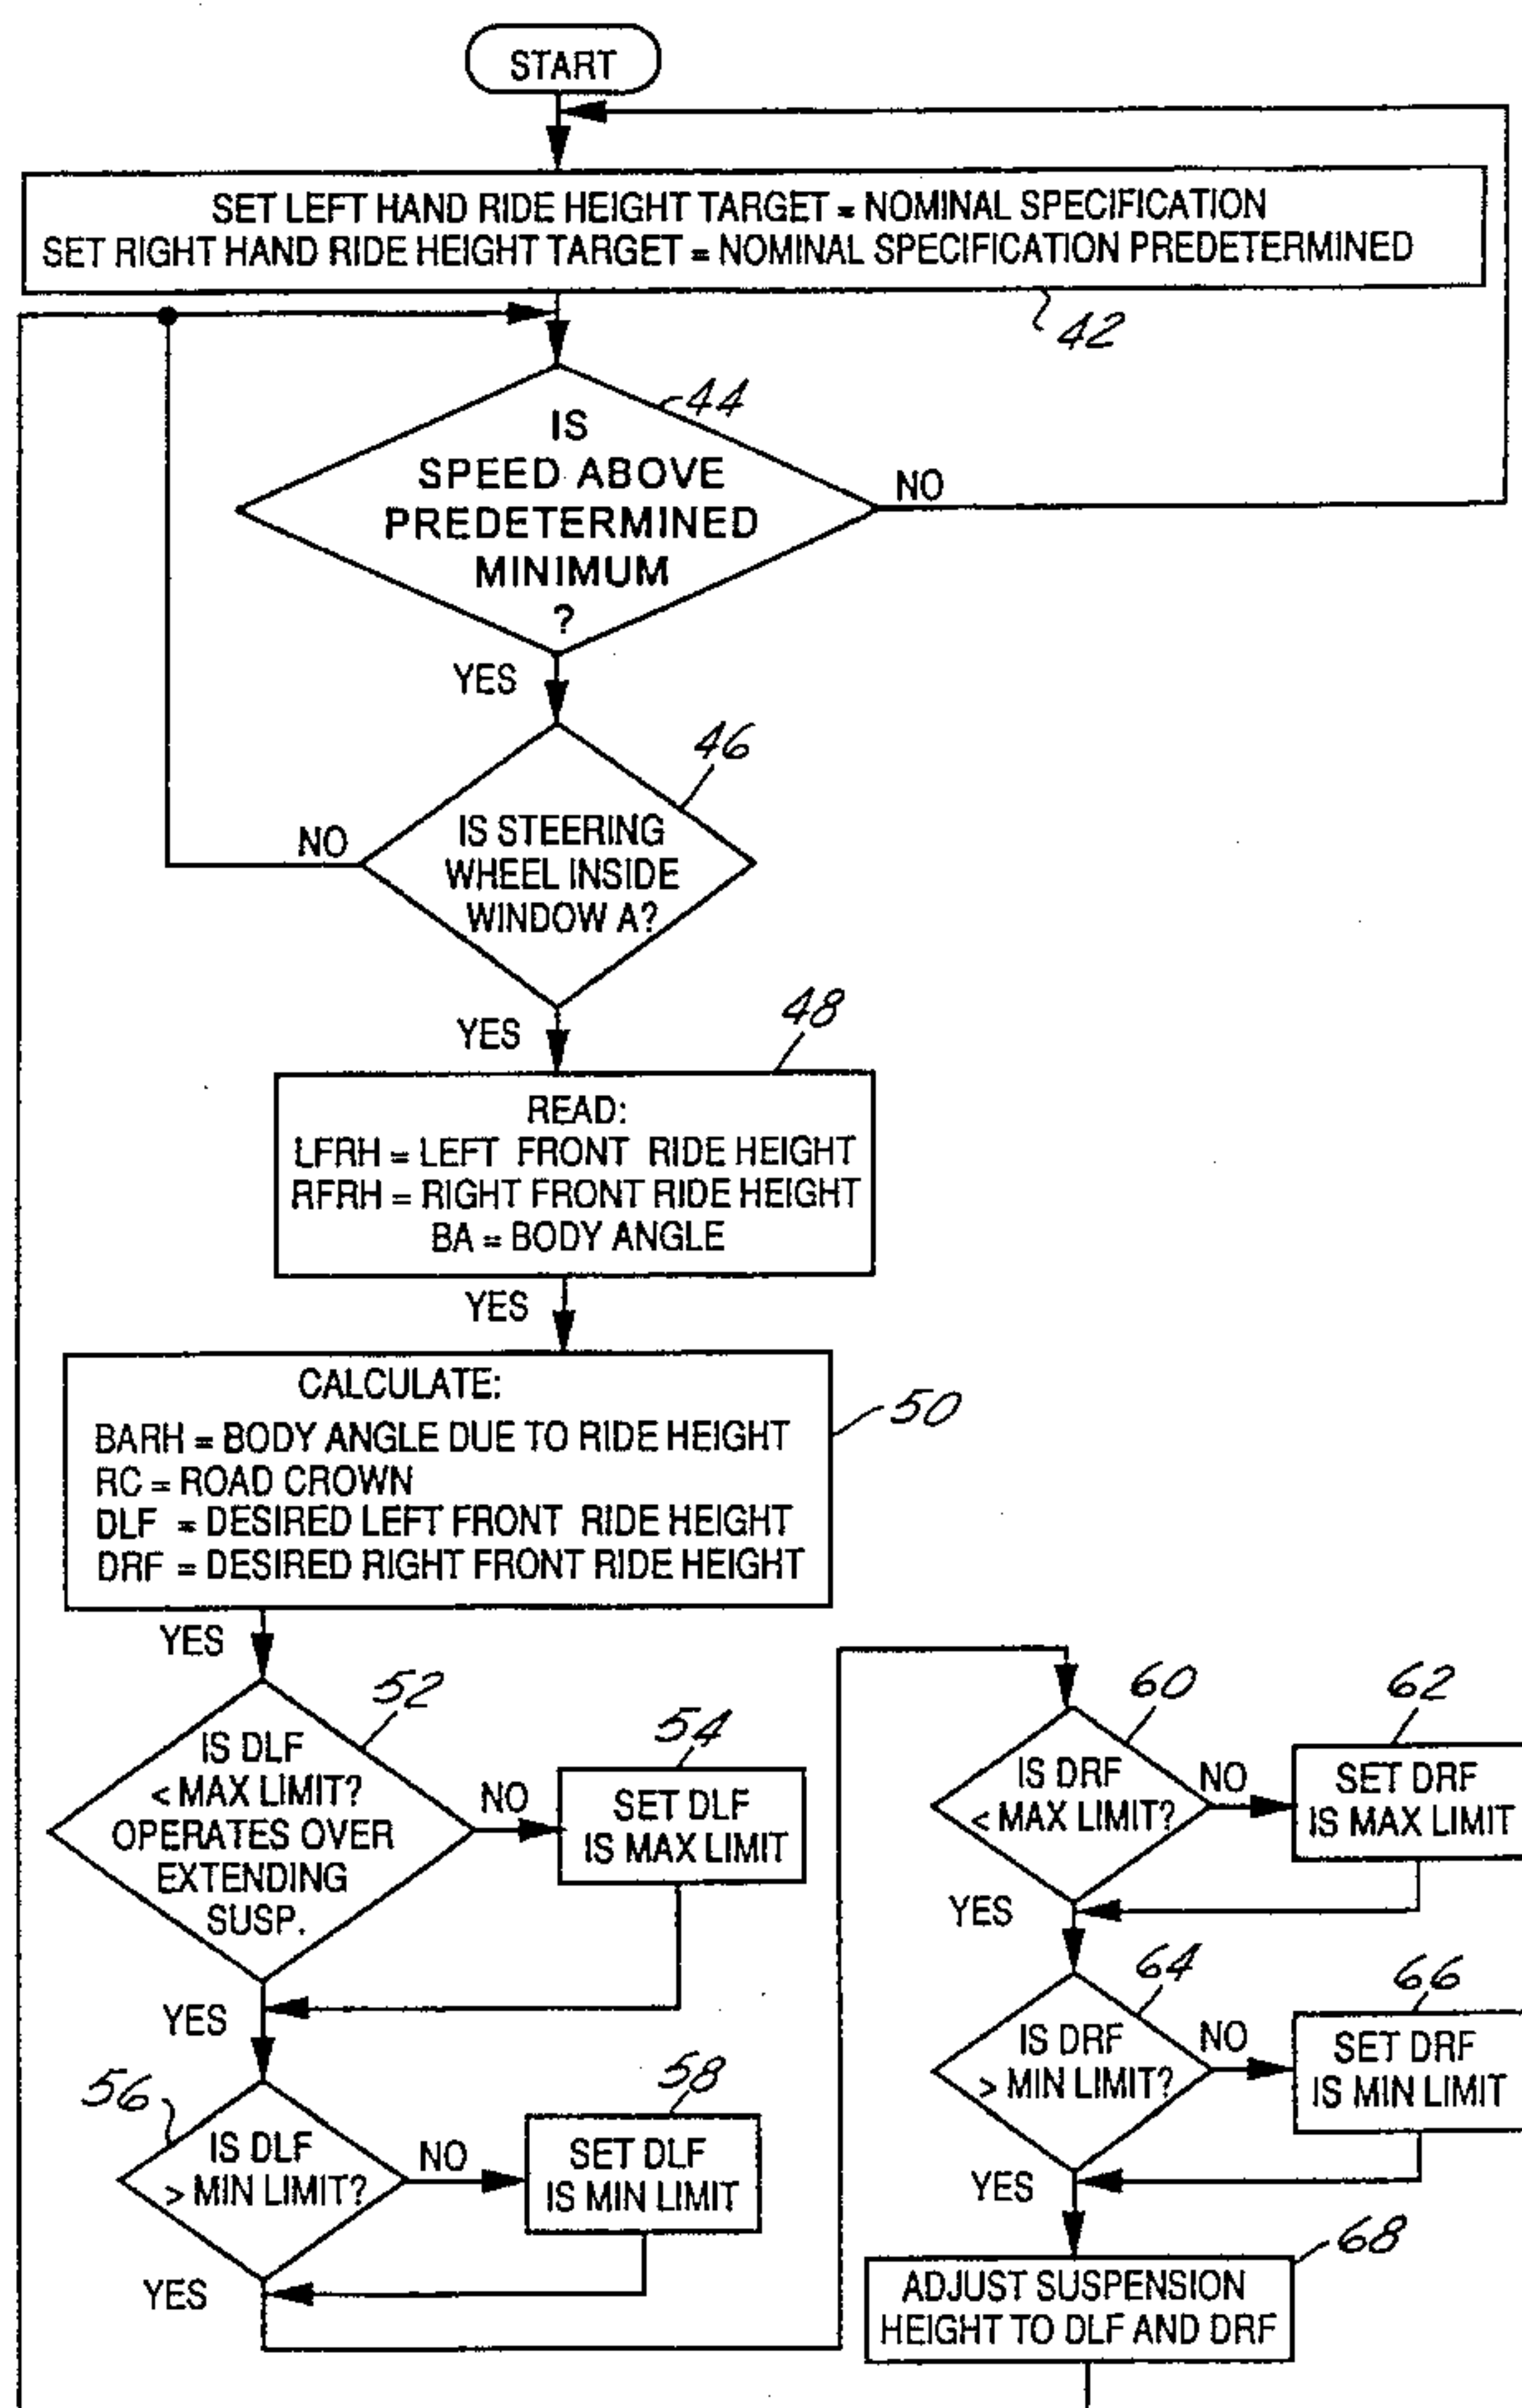 START
SET LEFT HAND RIDE HEIGHT TARGET = NOMINAL SPECIFICATION
SET RIGHT HAND RIDE HEIGHT TARGET = NOMINAL SPECIFICATION PREDETERMINED
42
44
IS
SPEED ABOVE
PREDETERMINED
MINIMUM
?
NO
YES
46
IS STEERING
WHEEL INSIDE
WINDOW A?
NO
YES
48
READ:
LFRH = LEFT FRONT RIDE HEIGHT
RFRH = RIGHT FRONT RIDE HEIGHT
BA = BODY ANGLE
YES
50
CALCULATE:
BARH = BODY ANGLE DUE TO RIDE HEIGHT
RC = ROAD CROWN
DLF = DESIRED LEFT FRONT RIDE HEIGHT
DRF = DESIRED RIGHT FRONT RIDE HEIGHT
YES
52
IS DLF
< MAX LIMIT?
OPERATES OVER
EXTENDING
SUSP.
NO
54
SET DLF
IS MAX LIMIT
YES
56
IS DLF
> MIN LIMIT?
NO
58
SET DLF
IS MIN LIMIT
YES
60
IS DRF
< MAX LIMIT?
NO
62
SET DRF
IS MAX LIMIT
YES
64
IS DRF
> MIN LIMIT?
NO
66
SET DRF
IS MIN LIMIT
YES
68
ADJUST SUSPENSION
HEIGHT TO DLF AND DRF